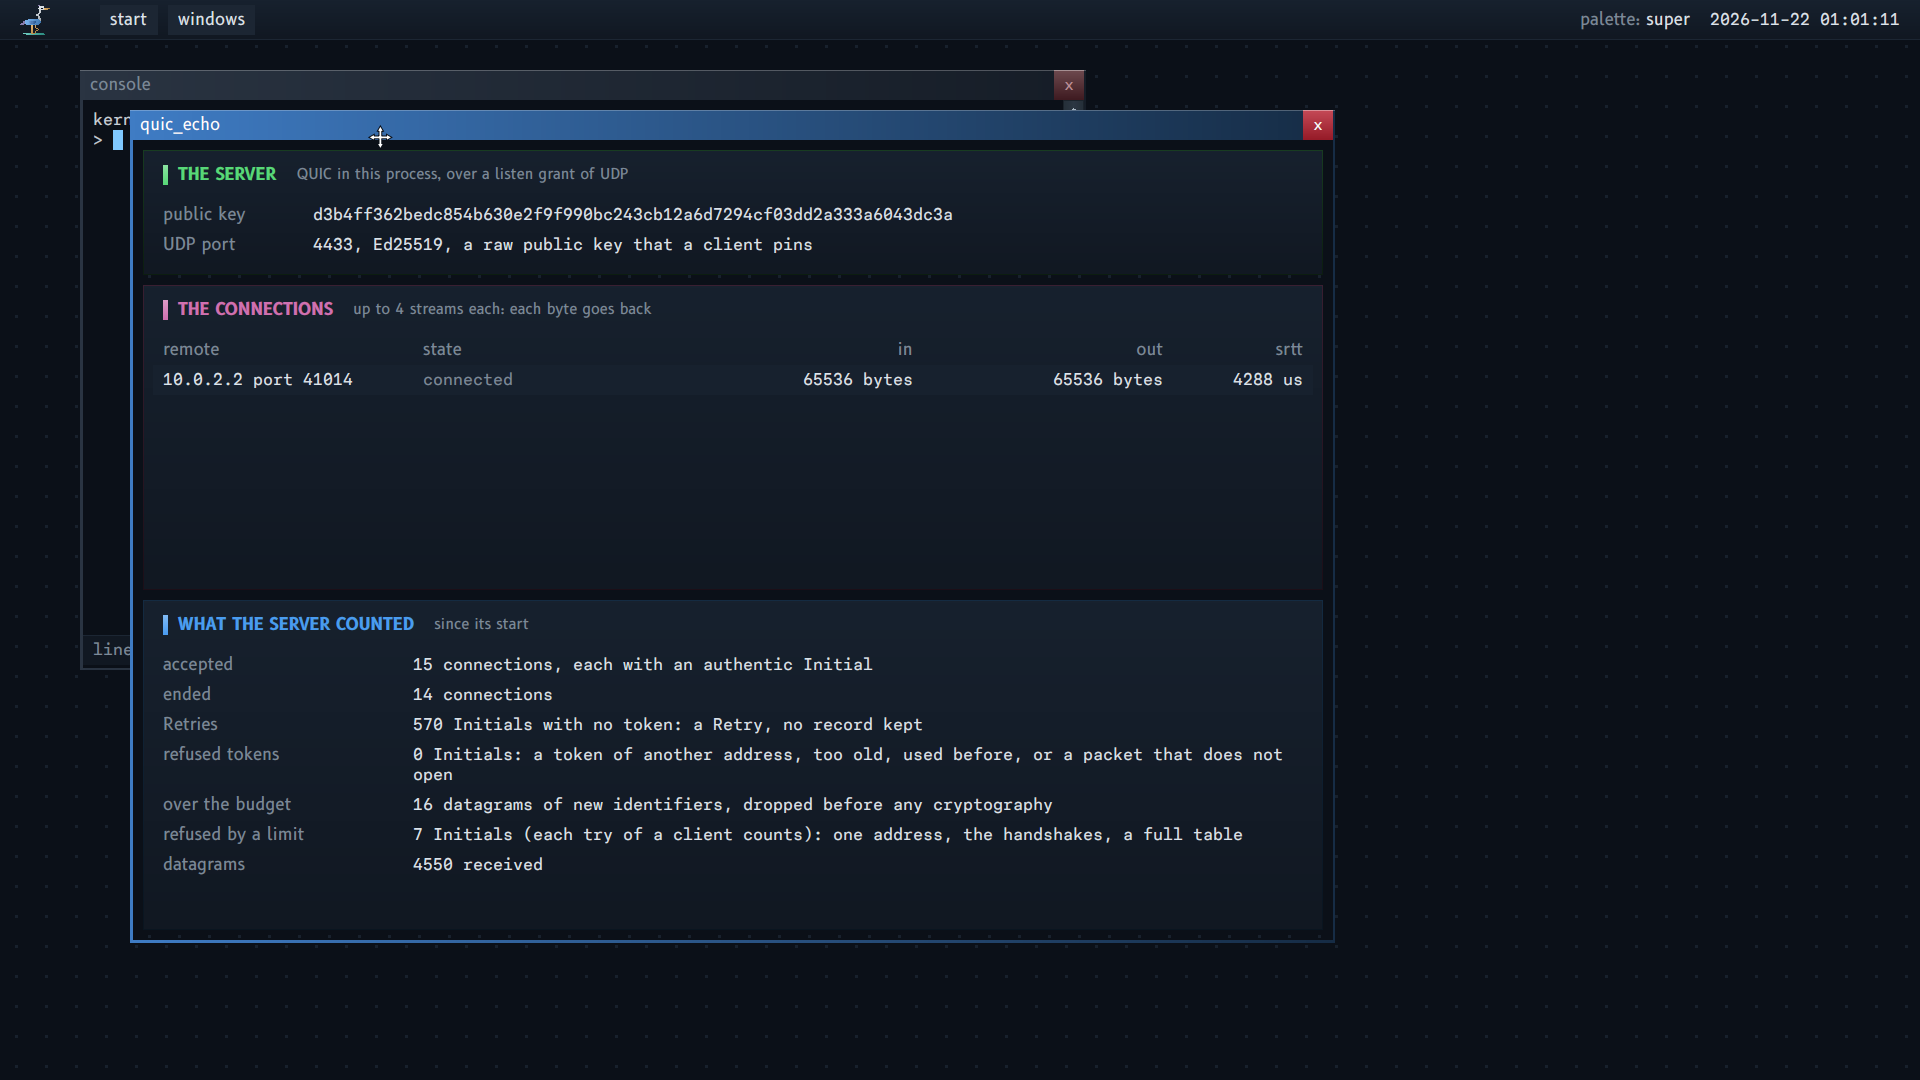 start windows palette: super 2026-11-22 01:01:11
console x
kern
>
line
quic_echo x
THE SERVER QUIC in this process, over a listen grant of UDP
public key d3b4ff362bedc854b630e2f9f990bc243cb12a6d7294cf03dd2a333a6043dc3a
UDP port 4433, Ed25519, a raw public key that a client pins
THE CONNECTIONS up to 4 streams each: each byte goes back
remote state in out srtt
10.0.2.2 port 41014 connected 65536 bytes 65536 bytes 4288 us
WHAT THE SERVER COUNTED since its start
accepted 15 connections, each with an authentic Initial
ended 14 connections
Retries 570 Initials with no token: a Retry, no record kept
refused tokens 0 Initials: a token of another address, too old, used before, or a packet that does not
open
over the budget 16 datagrams of new identifiers, dropped before any cryptography
refused by a limit 7 Initials (each try of a client counts): one address, the handshakes, a full table
datagrams 4550 received